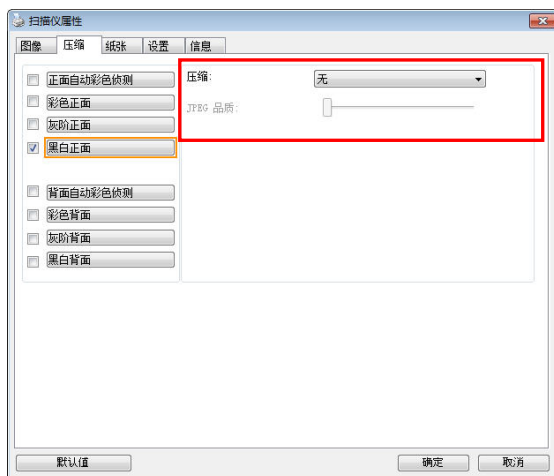 扫描仪属性
图像 压缩 纸张 设置 信息
正面自动彩色侦测
彩色正面
灰阶正面
黑白正面
背面自动彩色侦测
彩色背面
灰阶背面
黑白背面
压缩: 无
JPEG 品质:
默认值 确定 取消